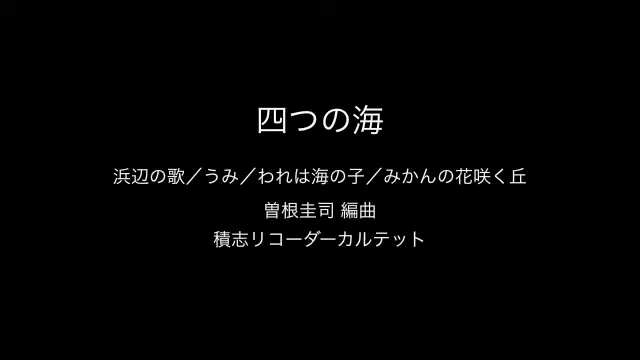 四つの海
浜辺の歌／うみ／われは海の子／みかんの花咲く丘
曽根圭司 編曲
積志リコーダーカルテット